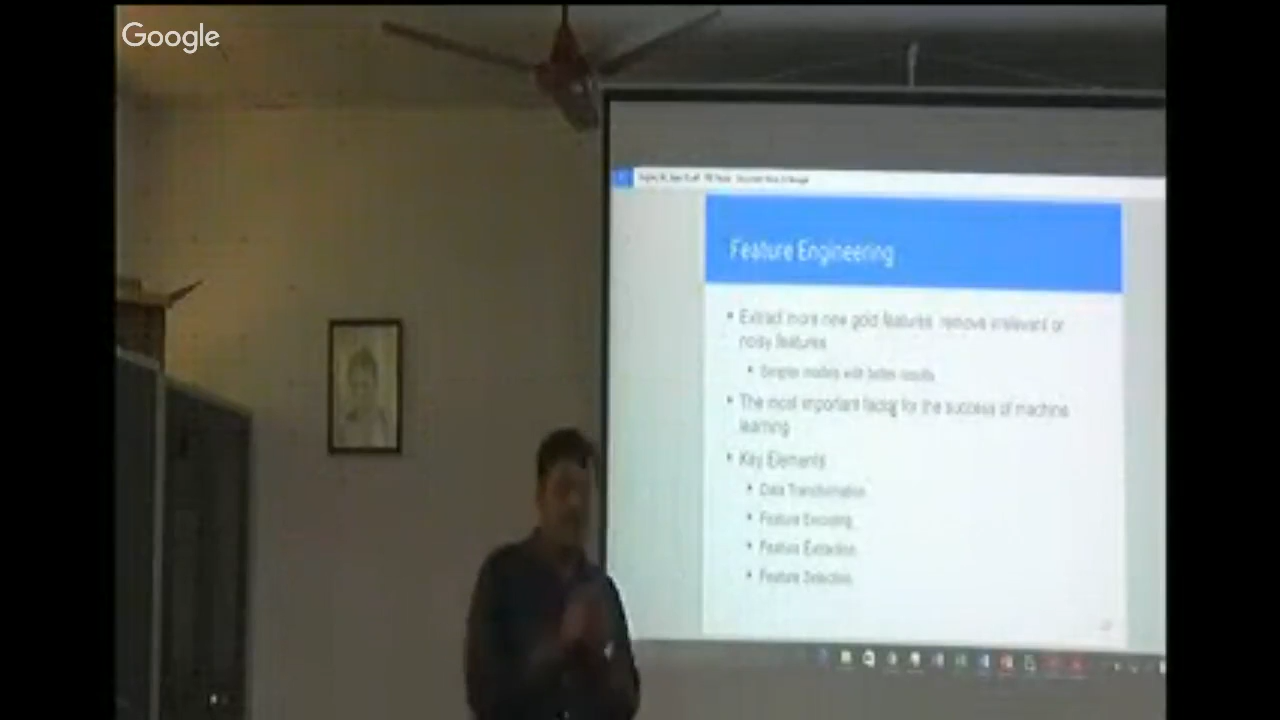 Google
Feature Engineering
• Extract more new gold features, remove irrelevant or
noisy features
• Simpler models with better results
• The most important factor for the success of machine
learning
• Key Elements
• Data Transformation
• Feature Encoding
• Feature Extraction
• Feature Selection